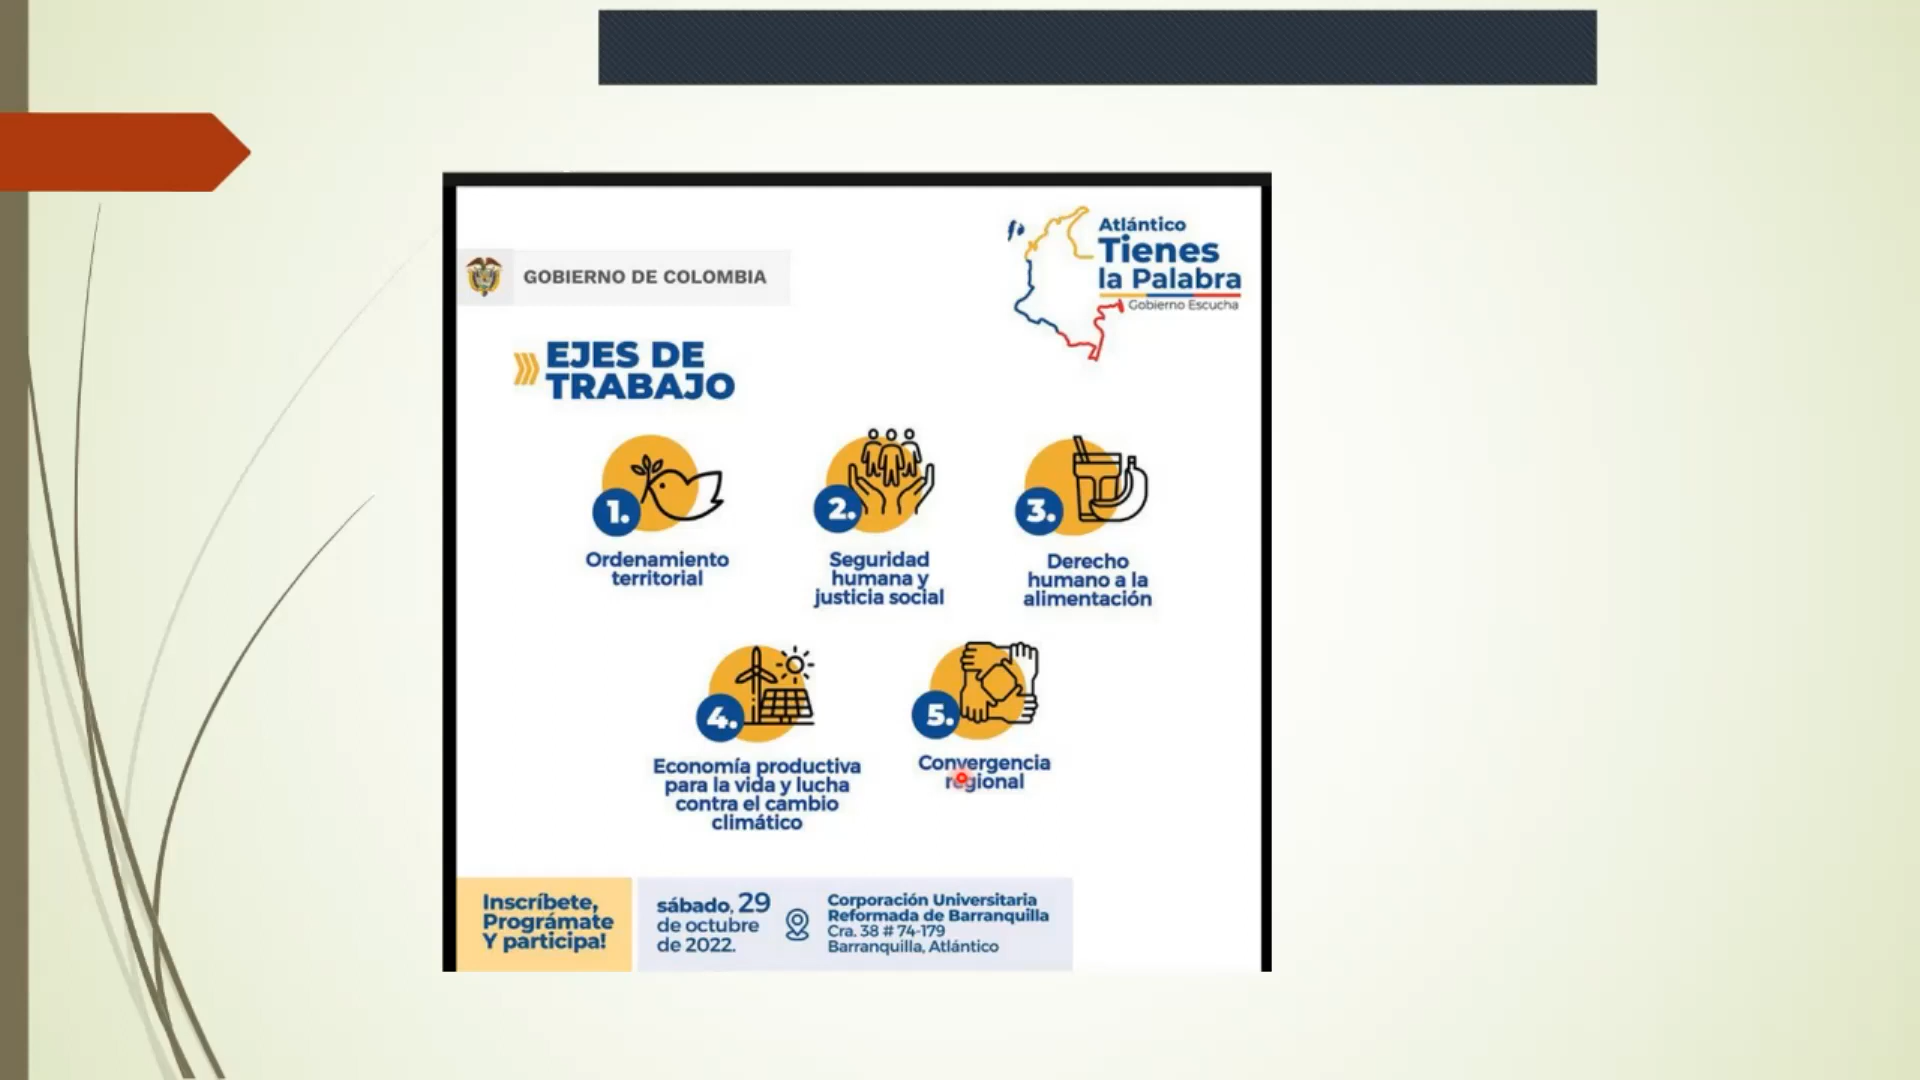 Atlántico
Tienes
la Palabra
Gobierno Escucha
GOBIERNO DE COLOMBIA
EJES DE
TRABAJO
1.
Ordenamiento
territorial
2.
Seguridad
humana y
justicia social
3.
Derecho
humano a la
alimentación
4.
Economía productiva
para la vida y lucha
contra el cambio
climático
5.
Convergencia
regional
Inscríbete,
Prográmate
Y participa!
sábado, 29
de octubre
de 2022.
Corporación Universitaria
Reformada de Barranquilla
Cra. 38 # 74-179
Barranquilla, Atlántico